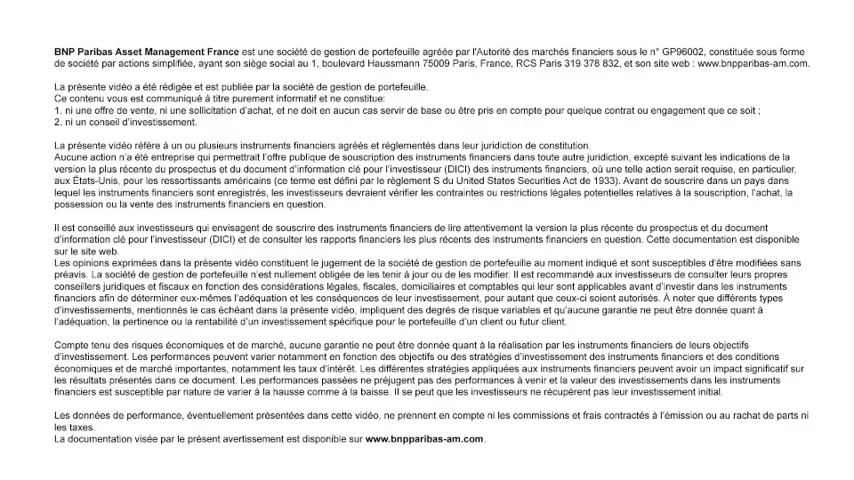 BNP Paribas Asset Management France est une société de gestion de portefeuille agréée par l'Autorité des marchés financiers sous le n° GP96002, constituée sous forme
de société par actions simplifiée, ayant son siège social au 1, boulevard Haussmann 75009 Paris, France, RCS Paris 319 378 832, et son site web : www.bnpparibas-am.com.
La présente vidéo a été rédigée et est publiée par la société de gestion de portefeuille.
Ce contenu vous est communiqué à titre purement informatif et ne constitue:
1. ni une offre de vente, ni une sollicitation d'achat, et ne doit en aucun cas servir de base ou être pris en compte pour quelque contrat ou engagement que ce soit ;
2. ni un conseil d'investissement.
La présente vidéo réfère à un ou plusieurs instruments financiers agréés et réglementés dans leur juridiction de constitution.
Aucune action n'a été entreprise qui permettrait l'offre publique de souscription des instruments financiers dans toute autre juridiction, excepté suivant les indications de la
version la plus récente du prospectus et du document d'information clé pour l'investisseur (DICI) des instruments financiers, où une telle action serait requise, en particulier,
aux États-Unis, pour les ressortissants américains (ce terme est défini par le règlement S du United States Securities Act de 1933). Avant de souscrire dans un pays dans
lequel les instruments financiers sont enregistrés, les investisseurs devraient vérifier les contraintes ou restrictions légales potentielles relatives à la souscription, l'achat, la
possession ou la vente des instruments financiers en question.
Il est conseillé aux investisseurs qui envisagent de souscrire des instruments financiers de lire attentivement la version la plus récente du prospectus et du document
d'information clé pour l'investisseur (DICI) et de consulter les rapports financiers les plus récents des instruments financiers en question. Cette documentation est disponible
sur le site web.
Les opinions exprimées dans la présente vidéo constituent le jugement de la société de gestion de portefeuille au moment indiqué et sont susceptibles d'être modifiées sans
préavis. La société de gestion de portefeuille n'est nullement obligée de les tenir à jour ou de les modifier. Il est recommandé aux investisseurs de consulter leurs propres
conseillers juridiques et fiscaux en fonction des considérations légales, fiscales, domiciliaires et comptables qui leur sont applicables avant d'investir dans les instruments
financiers afin de déterminer eux-mêmes l'adéquation et les conséquences de leur investissement, pour autant que ceux-ci soient autorisés. À noter que différents types
d'investissements, mentionnés le cas échéant dans la présente vidéo, impliquent des degrés de risque variables et qu'aucune garantie ne peut être donnée quant à
l'adéquation, la pertinence ou la rentabilité d'un investissement spécifique pour le portefeuille d'un client ou futur client.
Compte tenu des risques économiques et de marché, aucune garantie ne peut être donnée quant à la réalisation par les instruments financiers de leurs objectifs
d'investissement. Les performances peuvent varier notamment en fonction des objectifs ou des stratégies d'investissement des instruments financiers et des conditions
économiques et de marché importantes, notamment les taux d'intérêt. Les différentes stratégies appliquées aux instruments financiers peuvent avoir un impact significatif sur
les résultats présentés dans ce document. Les performances passées ne préjugent pas des performances à venir et la valeur des investissements dans les instruments
financiers est susceptible par nature de varier à la hausse comme à la baisse. Il se peut que les investisseurs ne récupèrent pas leur investissement initial.
Les données de performance, éventuellement présentées dans cette vidéo, ne prennent en compte ni les commissions et frais contractés à l'émission ou au rachat de parts ni
les taxes.
La documentation visée par le présent avertissement est disponible sur www.bnpparibas-am.com.